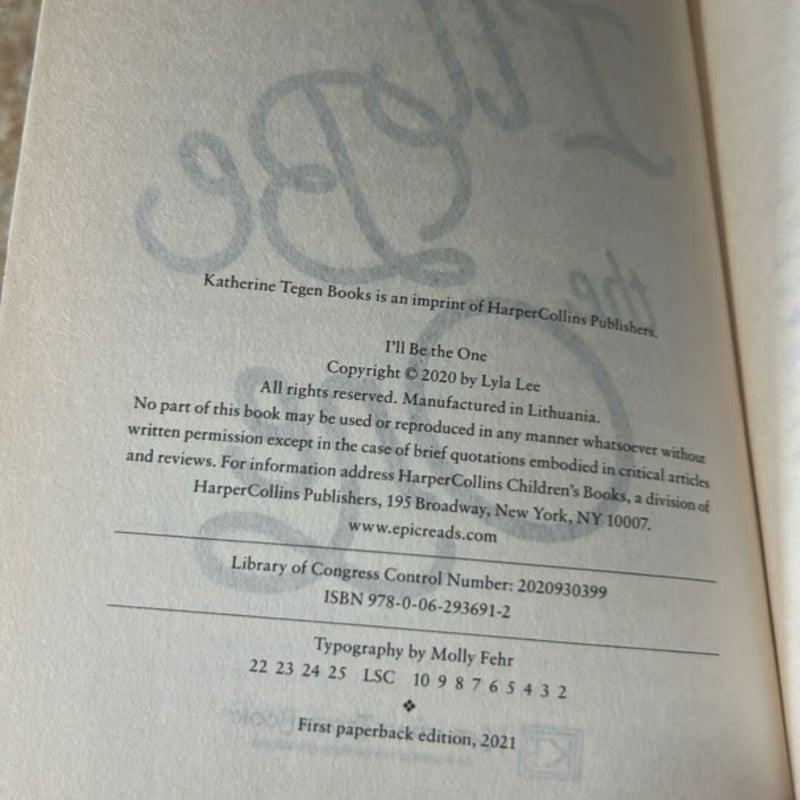 Katherine Tegen Books is an imprint of HarperCollins Publishers.
I'll Be the One
Copyright © 2020 by Lyla Lee
All rights reserved. Manufactured in Lithuania.
No part of this book may be used or reproduced in any manner whatsoever without
written permission except in the case of brief quotations embodied in critical articles
and reviews. For information address HarperCollins Children's Books, a division of
HarperCollins Publishers, 195 Broadway, New York, NY 10007.
www.epicreads.com
Library of Congress Control Number: 2020930399
ISBN 978-0-06-293691-2
Typography by Molly Fehr
22 23 24 25 LSC 10 9 8 7 6 5 4 3 2
❖
First paperback edition, 2021